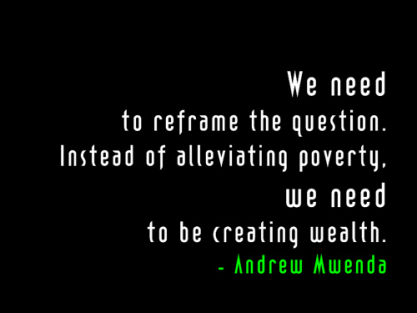 We need
to reframe the question.
Instead of alleviating poverty,
we need
to be creating wealth.
- Andrew Mwenda